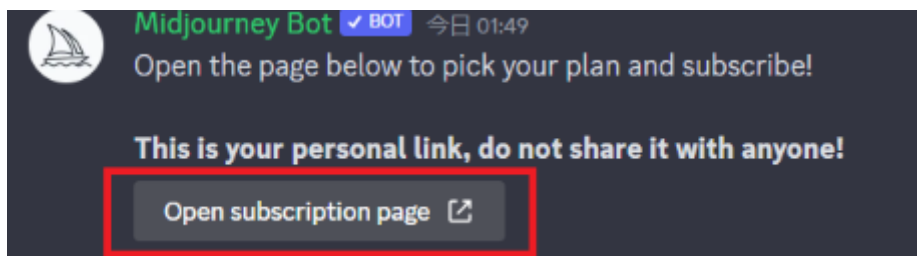 Midjourney Bot ✓ BOT 今日 01:49
Open the page below to pick your plan and subscribe!
This is your personal link, do not share it with anyone!
Open subscription page